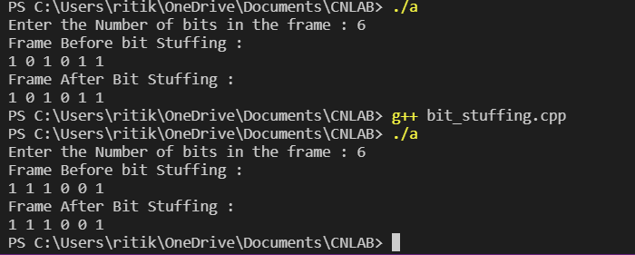 PS C:\Users\ritik\OneDrive\Documents\CNLAB> ./a
Enter the Number of bits in the frame : 6
Frame Before bit Stuffing :
1 0 1 0 1 1
Frame After Bit Stuffing :
1 0 1 0 1 1
PS C:\Users\ritik\OneDrive\Documents\CNLAB> g++ bit_stuffing.cpp
PS C:\Users\ritik\OneDrive\Documents\CNLAB> ./a
Enter the Number of bits in the frame : 6
Frame Before bit Stuffing :
1 1 1 0 0 1
Frame After Bit Stuffing :
1 1 1 0 0 1
PS C:\Users\ritik\OneDrive\Documents\CNLAB>